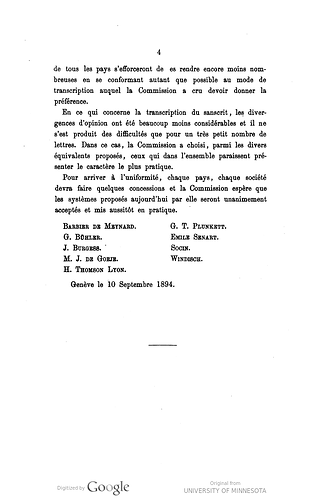 4
de tous les pays s'efforceront de es rendre encore moins nom-
breuses en se conformant autant que possible au mode de
transcription auquel la Commission a cru devoir donner la
préférence.
En ce qui concerne la transcription du sanscrit, les diver-
gences d'opinion ont été beaucoup moins considérables et il ne
s'est produit des difficultés que pour un très petit nombre de
lettres. Dans ce cas, la Commission a choisi, parmi les divers
équivalents proposés, ceux qui dans l'ensemble paraissent pré-
senter le caractère le plus pratique.
Pour arriver à l'uniformité, chaque pays, chaque société
devra faire quelques concessions et la Commission espère que
les systèmes proposés aujourd'hui par elle seront unanimement
acceptés et mis aussitôt en pratique.
BARBIER DE MEYNARD.
G. BÜHLER.
J. BURGESS.
M. J. DE GOEJE.
H. THOMSON LYON.
G. T. PLUNKETT.
EMILE SENART.
SOCIN.
WINDISCH.
Genève le 10 Septembre 1894.
Digitized by Google
Original from
UNIVERSITY OF MINNESOTA